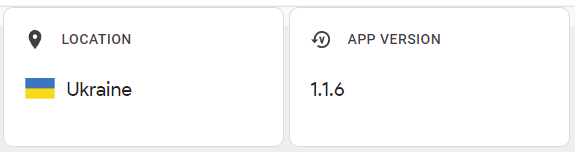 LOCATION
APP VERSION
Ukraine
1.1.6